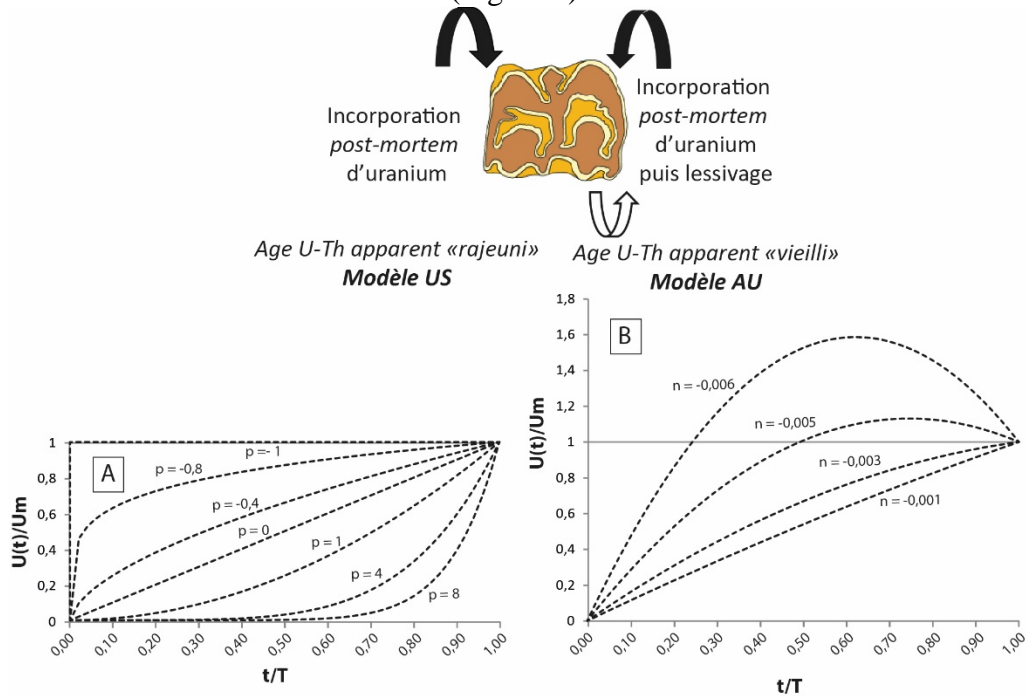 Incorporation
post-mortem
d'uranium
Incorporation
post-mortem
d'uranium
puis lessivage
Age U-Th apparent «rajeuni»
Modèle US
Age U-Th apparent «vieilli»
Modèle AU
A
U(t)/Um
1
0,8
0,6
0,4
0,2
0
p = -0,8
p = - 1
p = -0,4
p = 0
p = 1
p = 4
p = 8
0,00
0,10
0,20
0,30
0,40
0,50
0,60
0,70
0,80
0,90
1,00
t/T
B
U(t)/Um
1,8
1,6
1,4
1,2
1
0,8
0,6
0,4
0,2
0
n = -0,006
n = -0,005
n = -0,003
n = -0,001
0,00
0,10
0,20
0,30
0,40
0,50
0,60
0,70
0,80
0,90
1,00
t/T